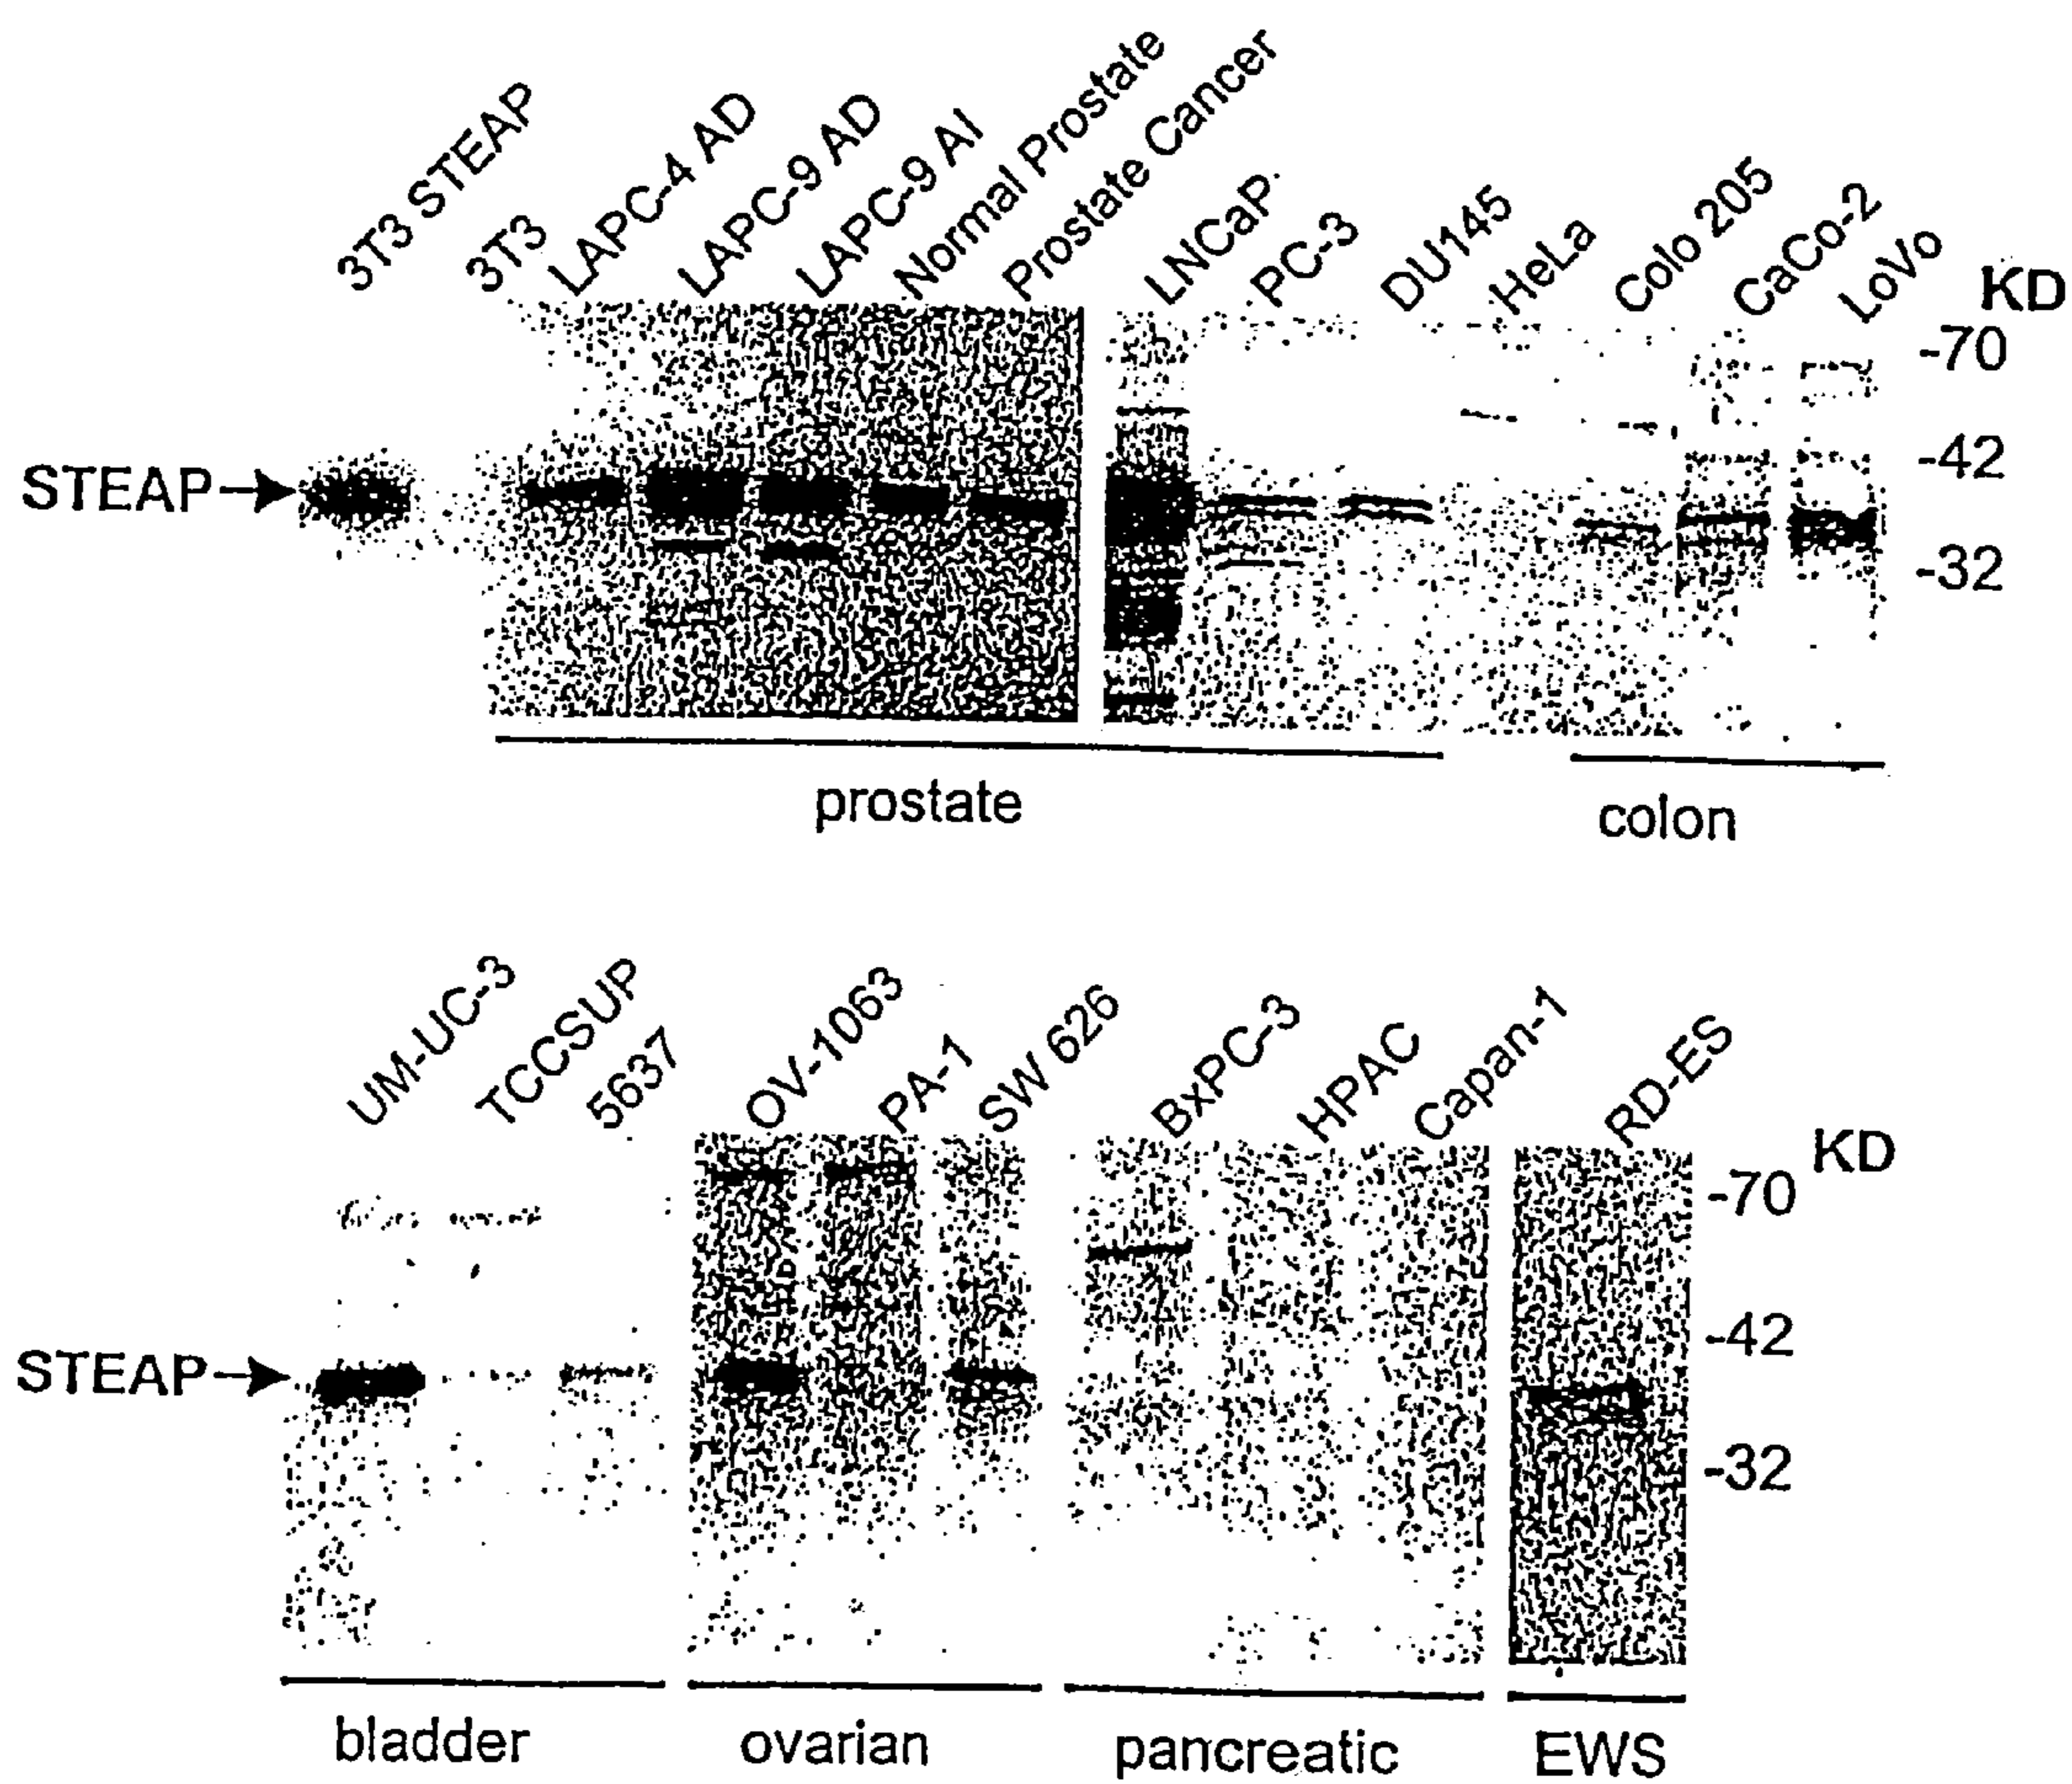 3T3 STEAP
3T3
LAPC-4 AD
LAPC-9 AD
LAPC-9 AI
Normal Prostate
Prostate Cancer
LNCaP
PC-3
DU145
HeLa
Colo 205
CaCo-2
LoVo
KD
-70
-42
-32
STEAP
prostate
colon
UM-UC-3
TCCSUP
5637
OV-1063
PA-1
SW 626
BxPC-3
HPAC
Capan-1
RD-ES
KD
-70
-42
-32
STEAP
bladder
ovarian
pancreatic
EWS